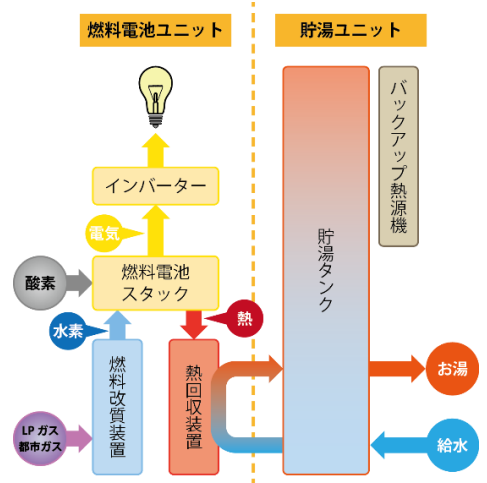 燃料電池ユニット
貯湯ユニット
バックアップ熱源機
インバーター
電気
酸素
燃料電池
スタック
貯湯タンク
水素
熱
燃料改質装置
熱回収装置
お湯
LPガス
都市ガス
給水